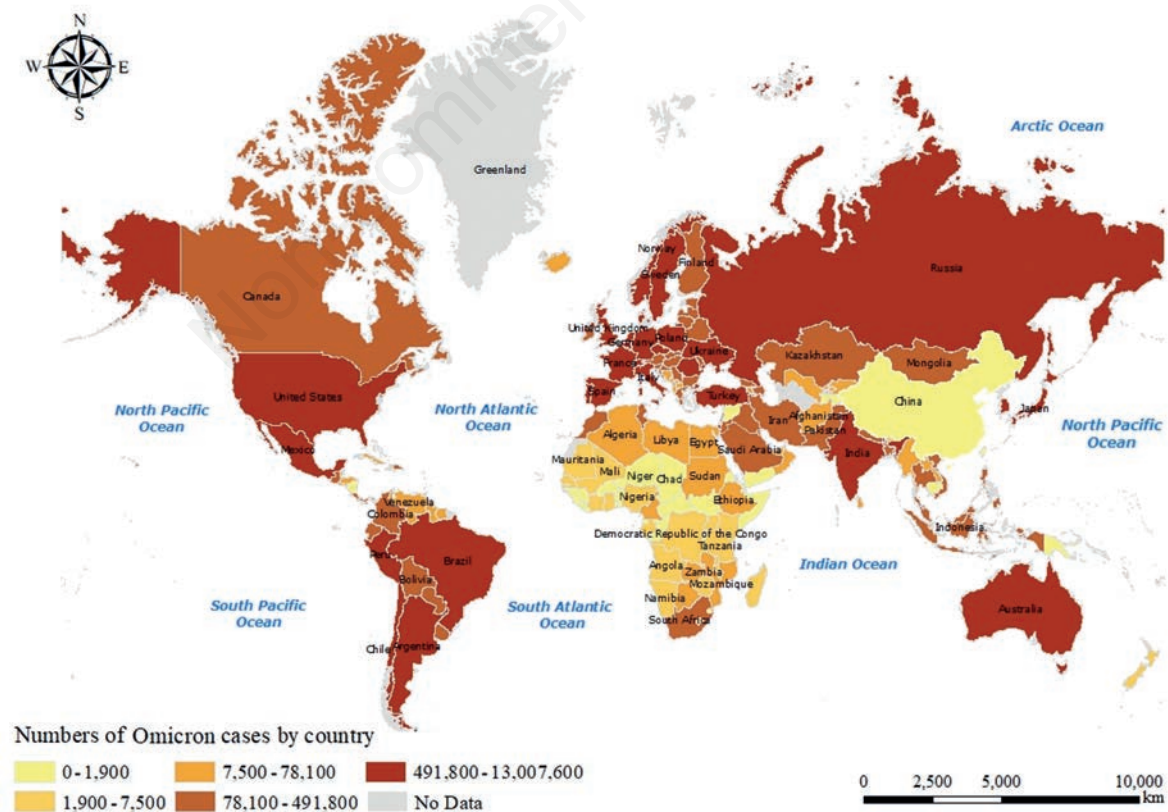 N
W E
S
Non-commer
Arctic Ocean
Greenland
Norway
Finland
Sweden
Russia
Canada
United Kingdom
Germany
Poland
Ukraine
France
Kazakhstan
Mongolia
Italy
Spain
Turkey
China
Japan
United States
North Pacific
Ocean
North Atlantic
Ocean
North Pacific
Ocean
Iran
Afghanistan
Pakistan
Algeria
Libya
Egypt
Saudi Arabia
India
Mexico
Mauritania
Mali
Niger
Chad
Sudan
Nigeria
Ethiopia
Venezuela
Colombia
Democratic Republic of the Congo
Tanzania
Indonesia
Peru
Brazil
Indian Ocean
Angola
Zambia
Mozambique
Bolivia
Namibia
South Pacific
Ocean
South Atlantic
Ocean
South Africa
Australia
Chile
Argentina
Numbers of Omicron cases by country
0 - 1,900 7,500 - 78,100 491,800 - 13,007,600
1,900 - 7,500 78,100 - 491,800 No Data
0 2,500 5,000 10,000
km